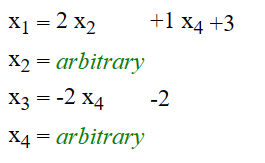 x₁ = 2 x₂ +1 x₄ +3
x₂ = arbitrary
x₃ = -2 x₄ -2
x₄ = arbitrary